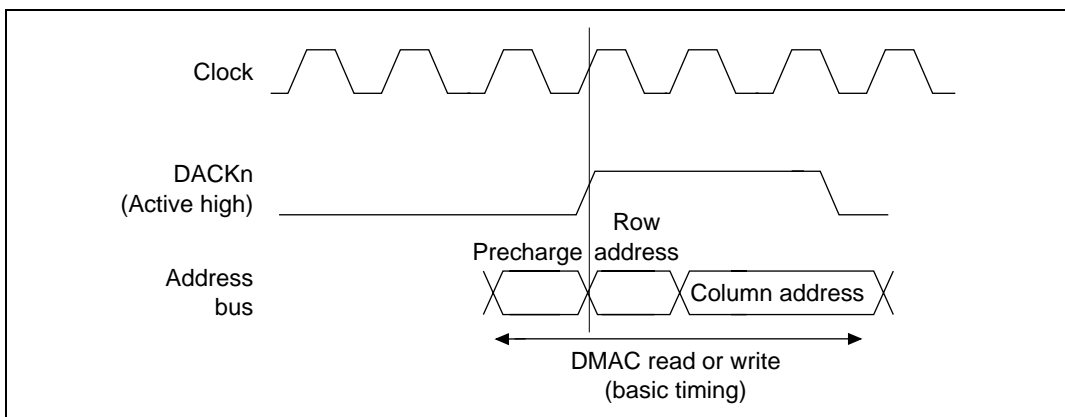 Clock
DACKn
(Active high)
Row
Precharge address
Address
bus
Column address
DMAC read or write
(basic timing)